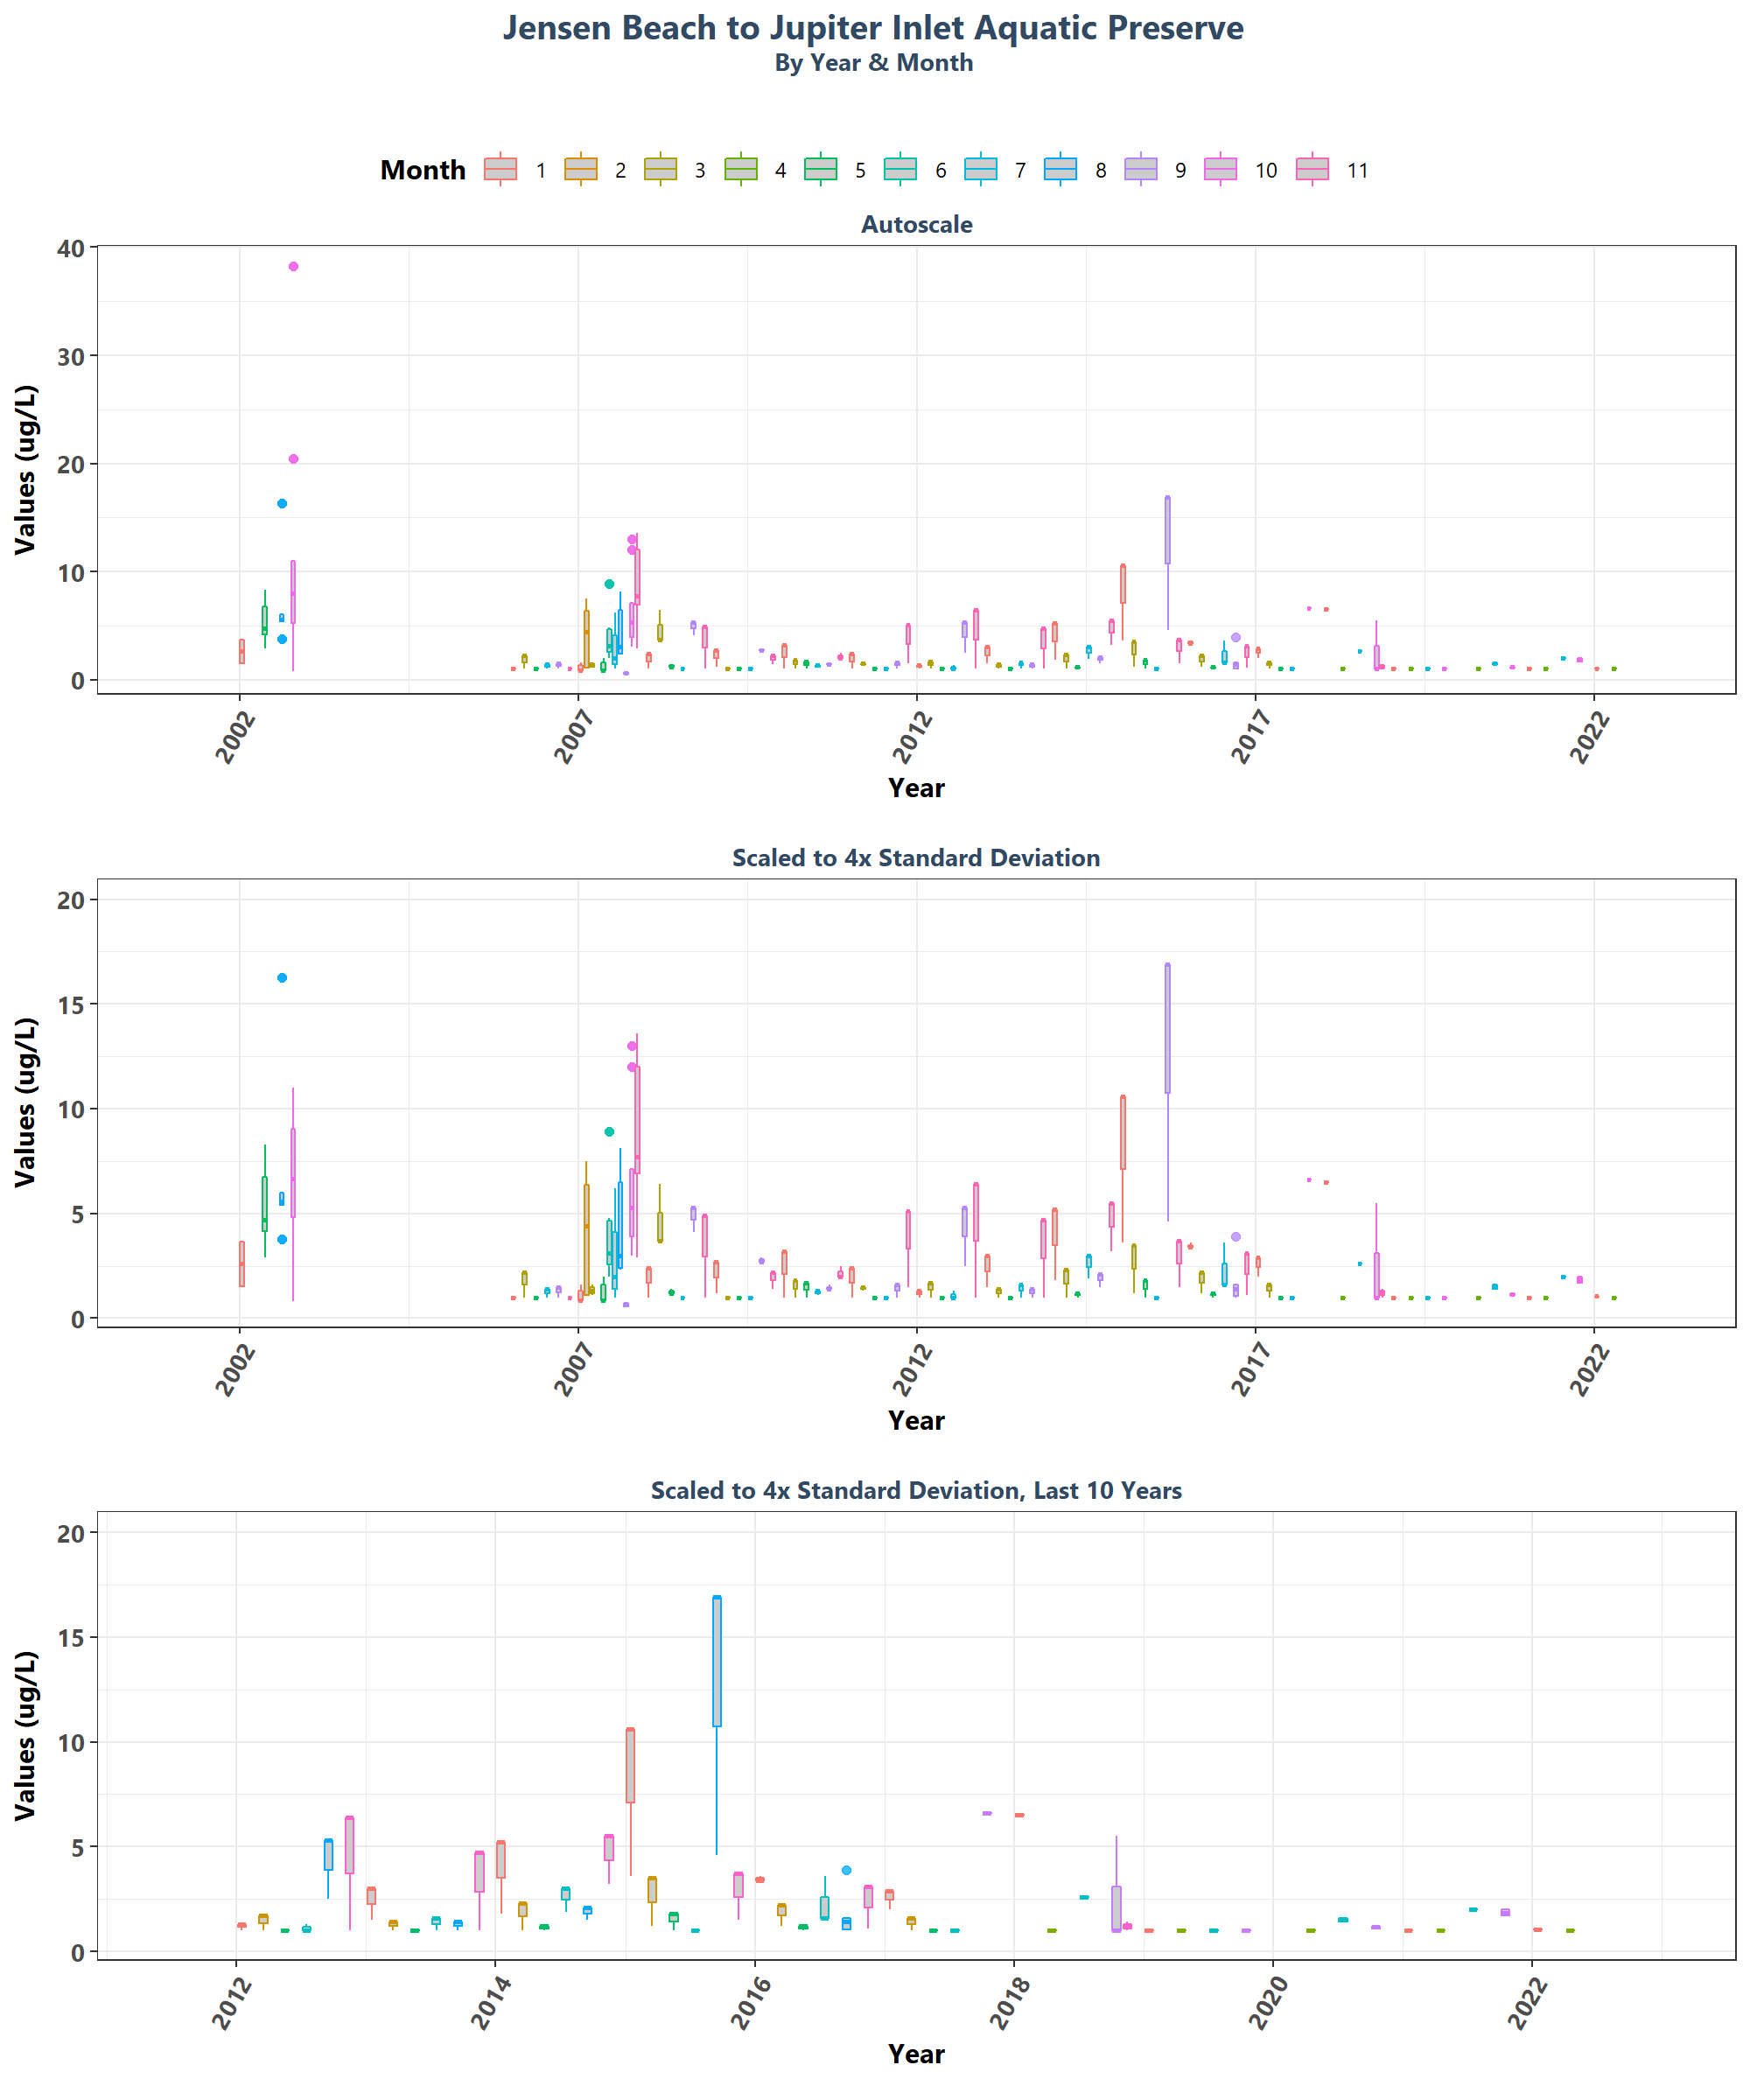 Jensen Beach to Jupiter Inlet Aquatic Preserve
By Year & Month
Month 1 2 3 4 5 6 7 8 9 10 11
Autoscale
Values (ug/L)
40
30
20
10
0
2002 2007 2012 2017 2022
Year
Scaled to 4x Standard Deviation
Values (ug/L)
20
15
10
5
0
2002 2007 2012 2017 2022
Year
Scaled to 4x Standard Deviation, Last 10 Years
Values (ug/L)
20
15
10
5
0
2012 2014 2016 2018 2020 2022
Year